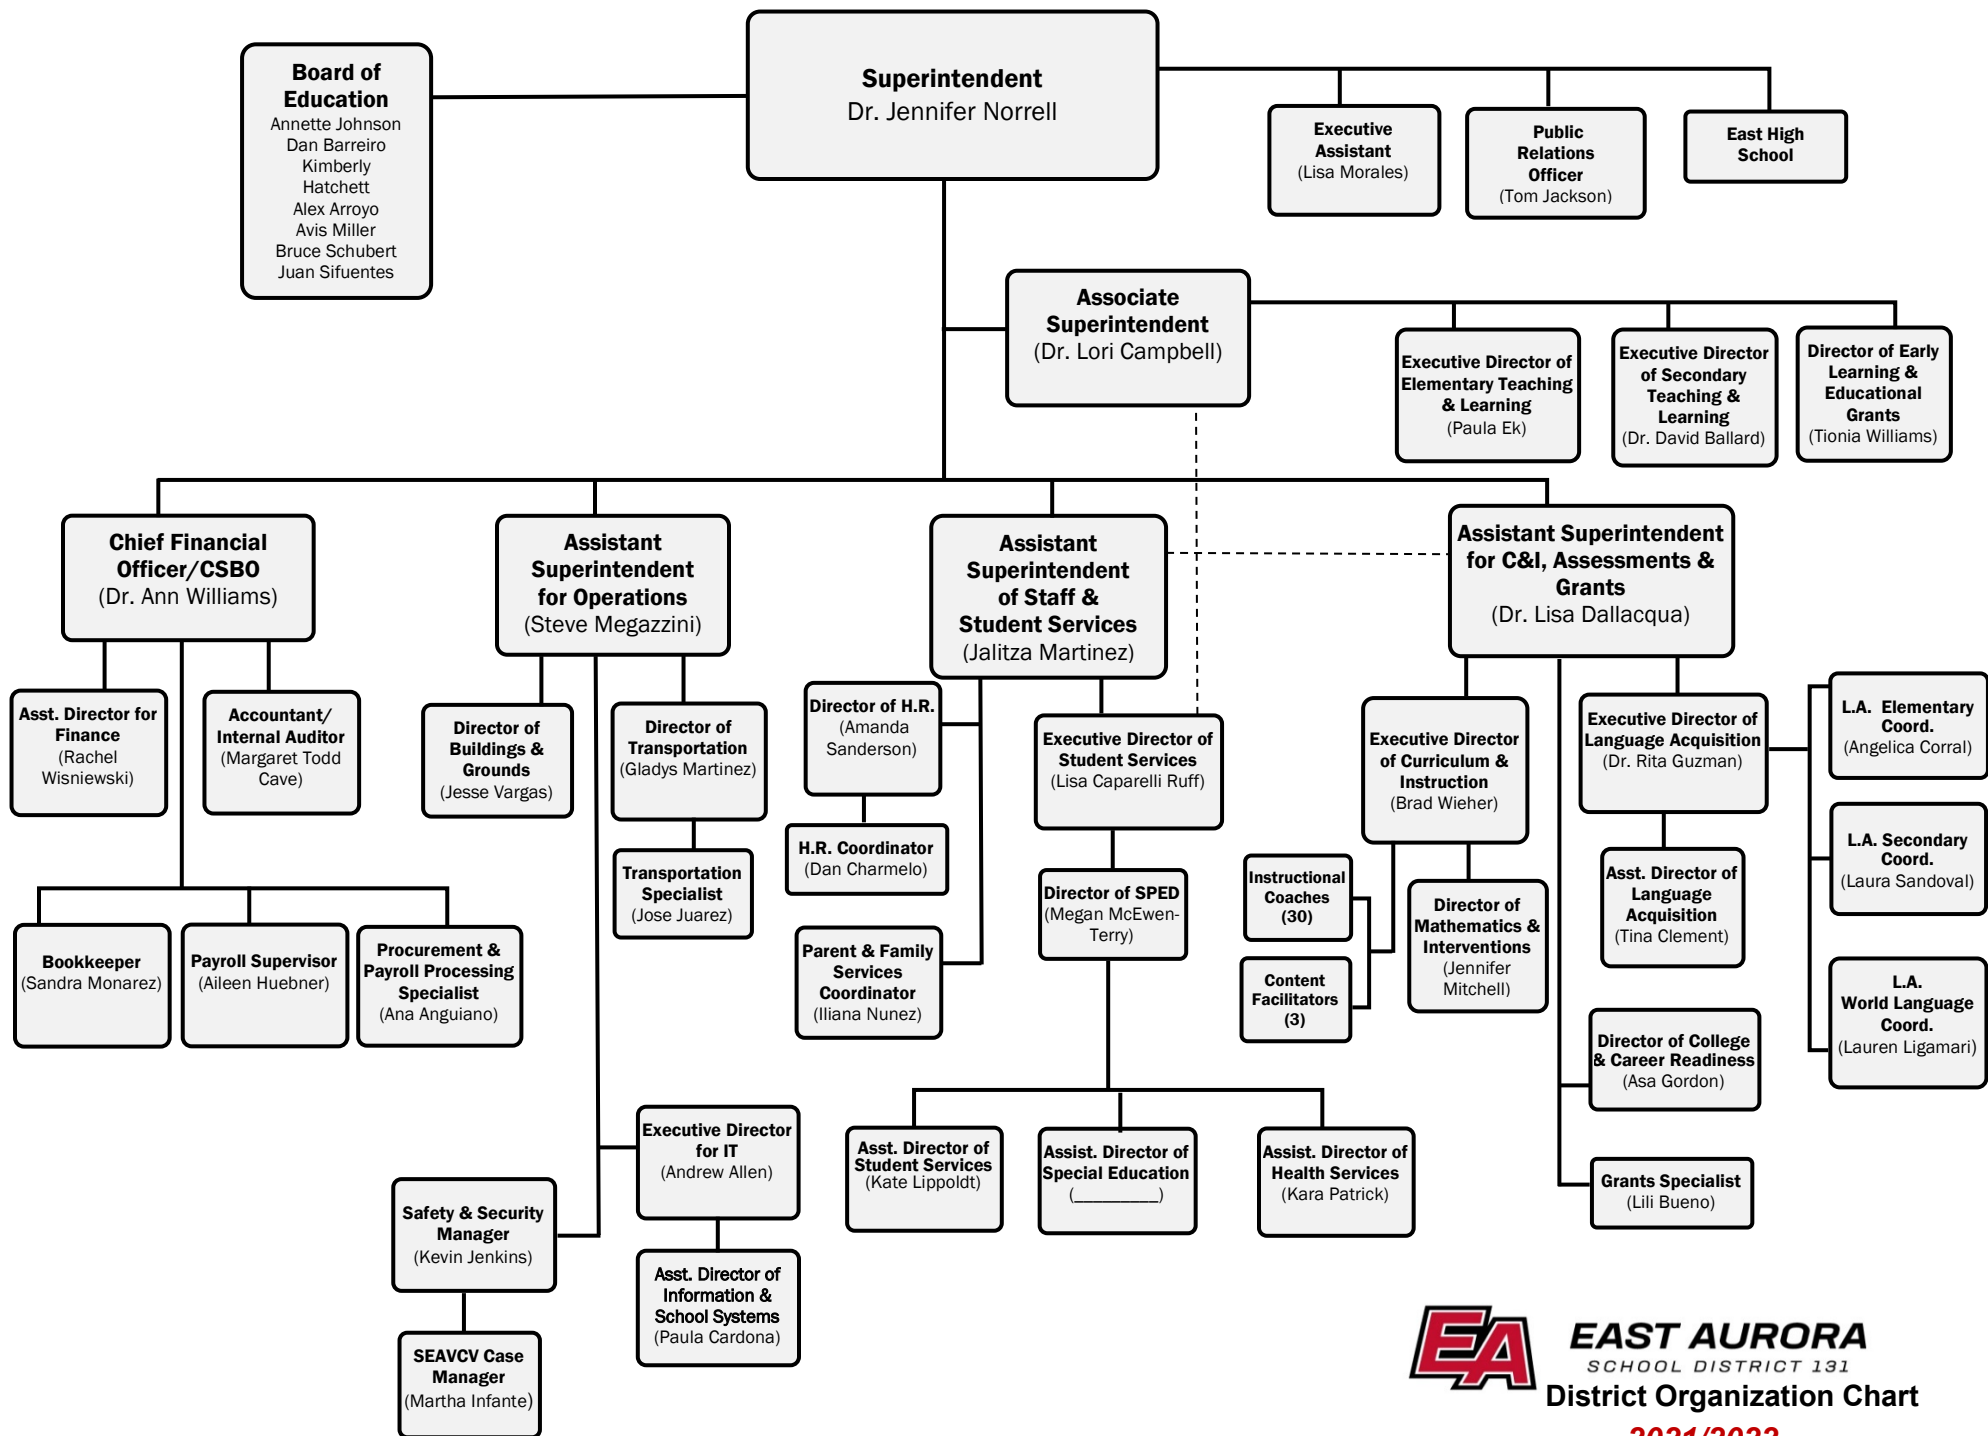 Board of
Education
Annette Johnson
Dan Barreiro
Kimberly
Hatchett
Alex Arroyo
Avis Miller
Bruce Schubert
Juan Sifuentes
Superintendent
Dr. Jennifer Norrell
Executive
Assistant
(Lisa Morales)
Public
Relations
Officer
(Tom Jackson)
East High
School
Associate
Superintendent
(Dr. Lori Campbell)
Executive Director of
Elementary Teaching
& Learning
(Paula Ek)
Executive Director
of Secondary
Teaching &
Learning
(Dr. David Ballard)
Director of Early
Learning &
Educational
Grants
(Tionia Williams)
Chief Financial
Officer/CSBO
(Dr. Ann Williams)
Assistant
Superintendent
for Operations
(Steve Megazzini)
Assistant
Superintendent
of Staff &
Student Services
(Jalitza Martinez)
Assistant Superintendent
for C&I, Assessments &
Grants
(Dr. Lisa Dallacqua)
Asst. Director for
Finance
(Rachel
Wisniewski)
Accountant/
Internal Auditor
(Margaret Todd
Cave)
Director of
Buildings &
Grounds
(Jesse Vargas)
Director of
Transportation
(Gladys Martinez)
Director of H.R.
(Amanda
Sanderson)
Executive Director of
Student Services
(Lisa Caparelli Ruff)
Executive Director
of Curriculum &
Instruction
(Brad Wieher)
Executive Director of
Language Acquisition
(Dr. Rita Guzman)
L.A. Elementary
Coord.
(Angelica Corral)
Transportation
Specialist
(Jose Juarez)
H.R. Coordinator
(Dan Charmelo)
Director of SPED
(Megan McEwen-
Terry)
Instructional
Coaches
(30)
Director of
Mathematics &
Interventions
(Jennifer
Mitchell)
Asst. Director of
Language
Acquisition
(Tina Clement)
L.A. Secondary
Coord.
(Laura Sandoval)
Bookkeeper
(Sandra Monarez)
Payroll Supervisor
(Aileen Huebner)
Procurement &
Payroll Processing
Specialist
(Ana Anguiano)
Parent & Family
Services
Coordinator
(Iliana Nunez)
Content
Facilitators
(3)
L.A.
World Language
Coord.
(Lauren Ligamari)
Director of College
& Career Readiness
(Asa Gordon)
Executive Director
for IT
(Andrew Allen)
Asst. Director of
Student Services
(Kate Lippoldt)
Assist. Director of
Special Education
(_________)
Assist. Director of
Health Services
(Kara Patrick)
Grants Specialist
(Lili Bueno)
Safety & Security
Manager
(Kevin Jenkins)
Asst. Director of
Information &
School Systems
(Paula Cardona)
SEAVCV Case
Manager
(Martha Infante)
EA
EAST AURORA
SCHOOL DISTRICT 131
District Organization Chart
2021/2022